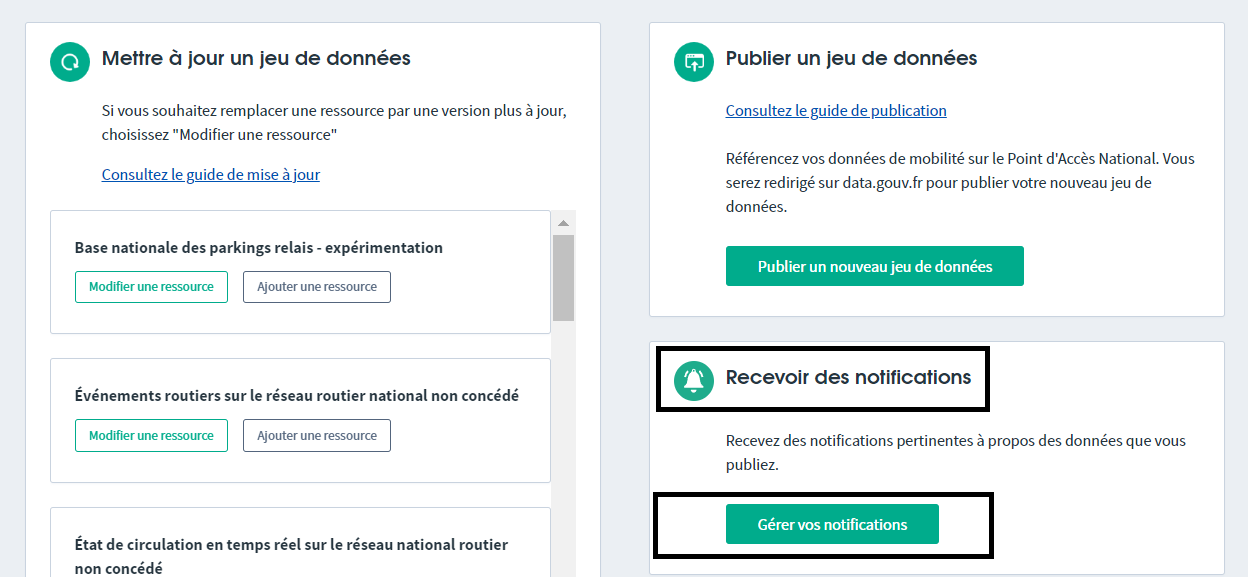 Mettre à jour un jeu de données
Si vous souhaitez remplacer une ressource par une version plus à jour,
choisissez "Modifier une ressource"
Consultez le guide de mise à jour
Base nationale des parkings relais - expérimentation
Modifier une ressource
Ajouter une ressource
Événements routiers sur le réseau routier national non concédé
Modifier une ressource
Ajouter une ressource
État de circulation en temps réel sur le réseau national routier
non concédé
Publier un jeu de données
Consultez le guide de publication
Référencez vos données de mobilité sur le Point d'Accès National. Vous
serez redirigé sur data.gouv.fr pour publier votre nouveau jeu de
données.
Publier un nouveau jeu de données
Recevoir des notifications
Recevez des notifications pertinentes à propos des données que vous
publiez.
Gérer vos notifications